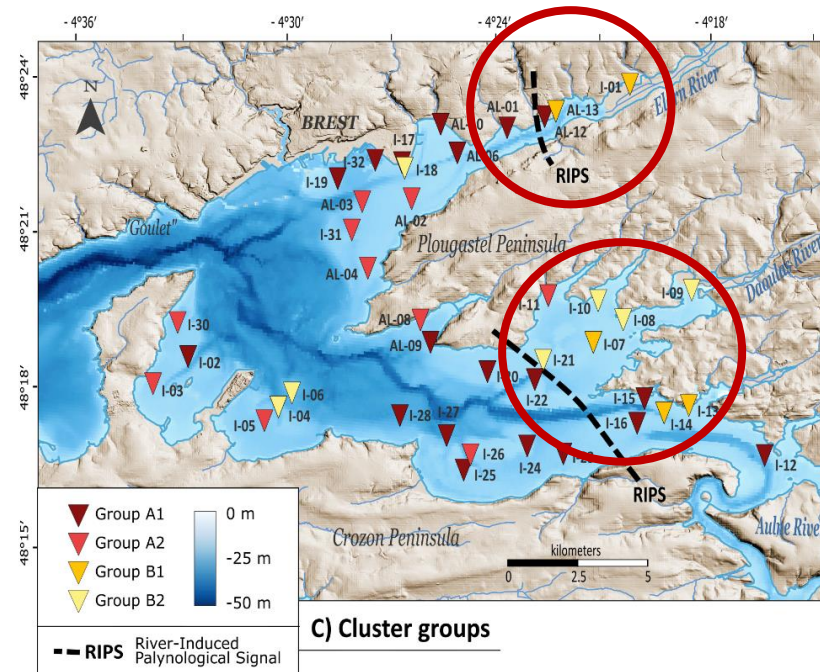 - 4°36'
- 4°30'
- 4°24'
- 4°18'
48°24'
48°21'
48°18'
48°15'
N
BREST
"Goulet"
Plougastel Peninsula
Crozon Peninsula
Elorn River
Daoulas River
Aulne River
I-01
AL-13
AL-12
AL-01
AL-06
I-17
I-18
I-32
I-19
AL-03
AL-02
I-31
AL-04
RIPS
I-11
I-10
I-09
I-08
I-07
AL-08
AL-09
I-30
I-02
I-03
I-21
I-20
I-22
I-15
I-13
I-14
I-16
I-06
I-04
I-05
I-28
I-27
I-26
I-25
I-24
I-12
RIPS
Group A1
Group A2
Group B1
Group B2
0 m
-25 m
-50 m
RIPS River-Induced
Palynological Signal
kilometers
0 2.5 5
C) Cluster groups